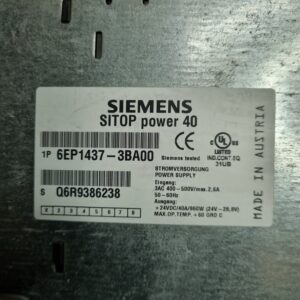 SIEMENS
SITOP power 40
1P 6EP1437-3BA00
CE
Siemens tested
UL
LISTED
IND.CONT.EQ
31UB
S Q6R9386238
STROMVERSORGUNG
POWER SUPPLY
Eingang:
3AC 400-500V/max.2,6A
50-60Hz
Ausgang:
+24VDC/40A/960W (24V-28,8V)
MAX.OP.TEMP.+60 GRD C
X 2 3 4 5 6 7 8
MADE IN AUSTRIA